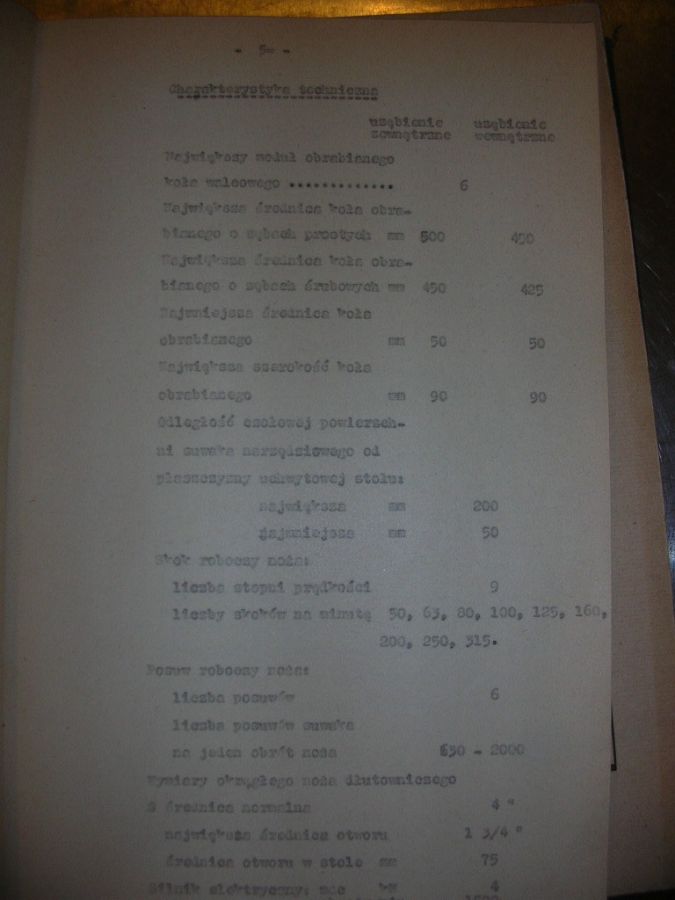 - 5 -
Charakterystyka techniczna
uzębienie uzębienie
zewnętrzne wewnętrzne
Największy moduł obrabianego
koła walcowego ............. 6
Największa średnica koła obra-
bianego o zębach prostych mm 500 450
Największa średnica koła obra-
bianego o zębach śrubowych mm 450 425
Najmniejsza średnica koła
obrabianego mm 50 50
Największa szerokość koła
obrabianego mm 90 90
Odległość czołowej powierzch-
ni suwaka narzędziowego od
płaszczyzny uchwytowej stołu:
największa mm 200
najmniejsza mm 50
Skok roboczy noża:
liczba stopni prędkości 9
liczby skoków na minutę 50, 63, 80, 100, 125, 160,
200, 250, 315.
Posuw roboczy noża:
liczba posuwów 6
liczba posuwów suwaka
na jeden obrót noża 630 - 2000
Wymiary okrągłego noża dłutowniczego
średnica normalna 4 "
największa średnica otworu 1 3/4 "
średnica otworu w stole mm 75
Silnik elektryczny: moc kW 4